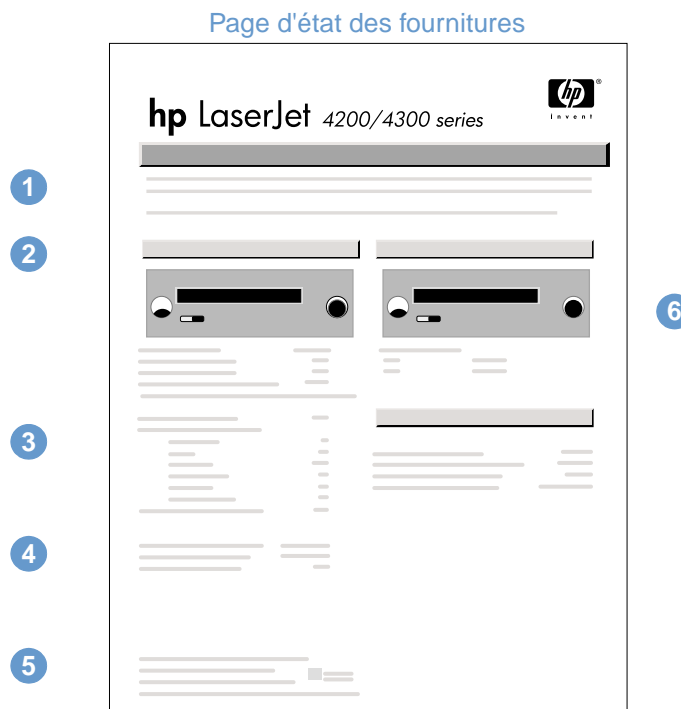 Page d'état des fournitures
hp
®
invent
hp LaserJet 4200/4300 series
1
2
6
3
4
5